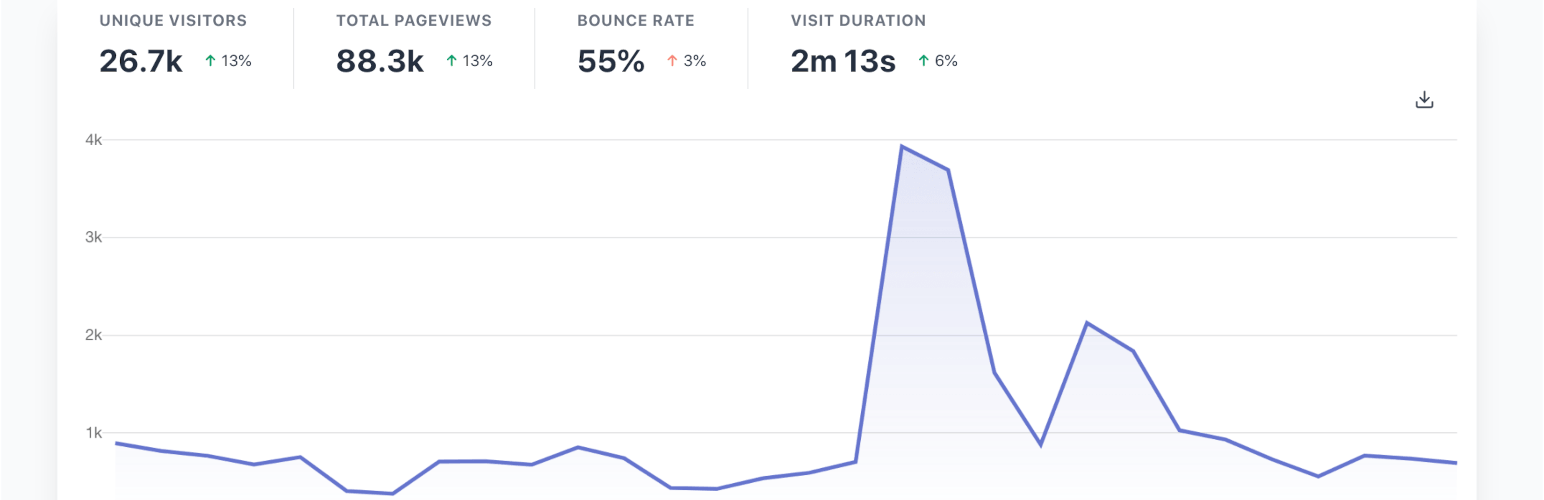 UNIQUE VISITORS TOTAL PAGEVIEWS BOUNCE RATE VISIT DURATION
26.7k ↑ 13% 88.3k ↑ 13% 55% ↑ 3% 2m 13s ↑ 6%
4k
3k
2k
1k